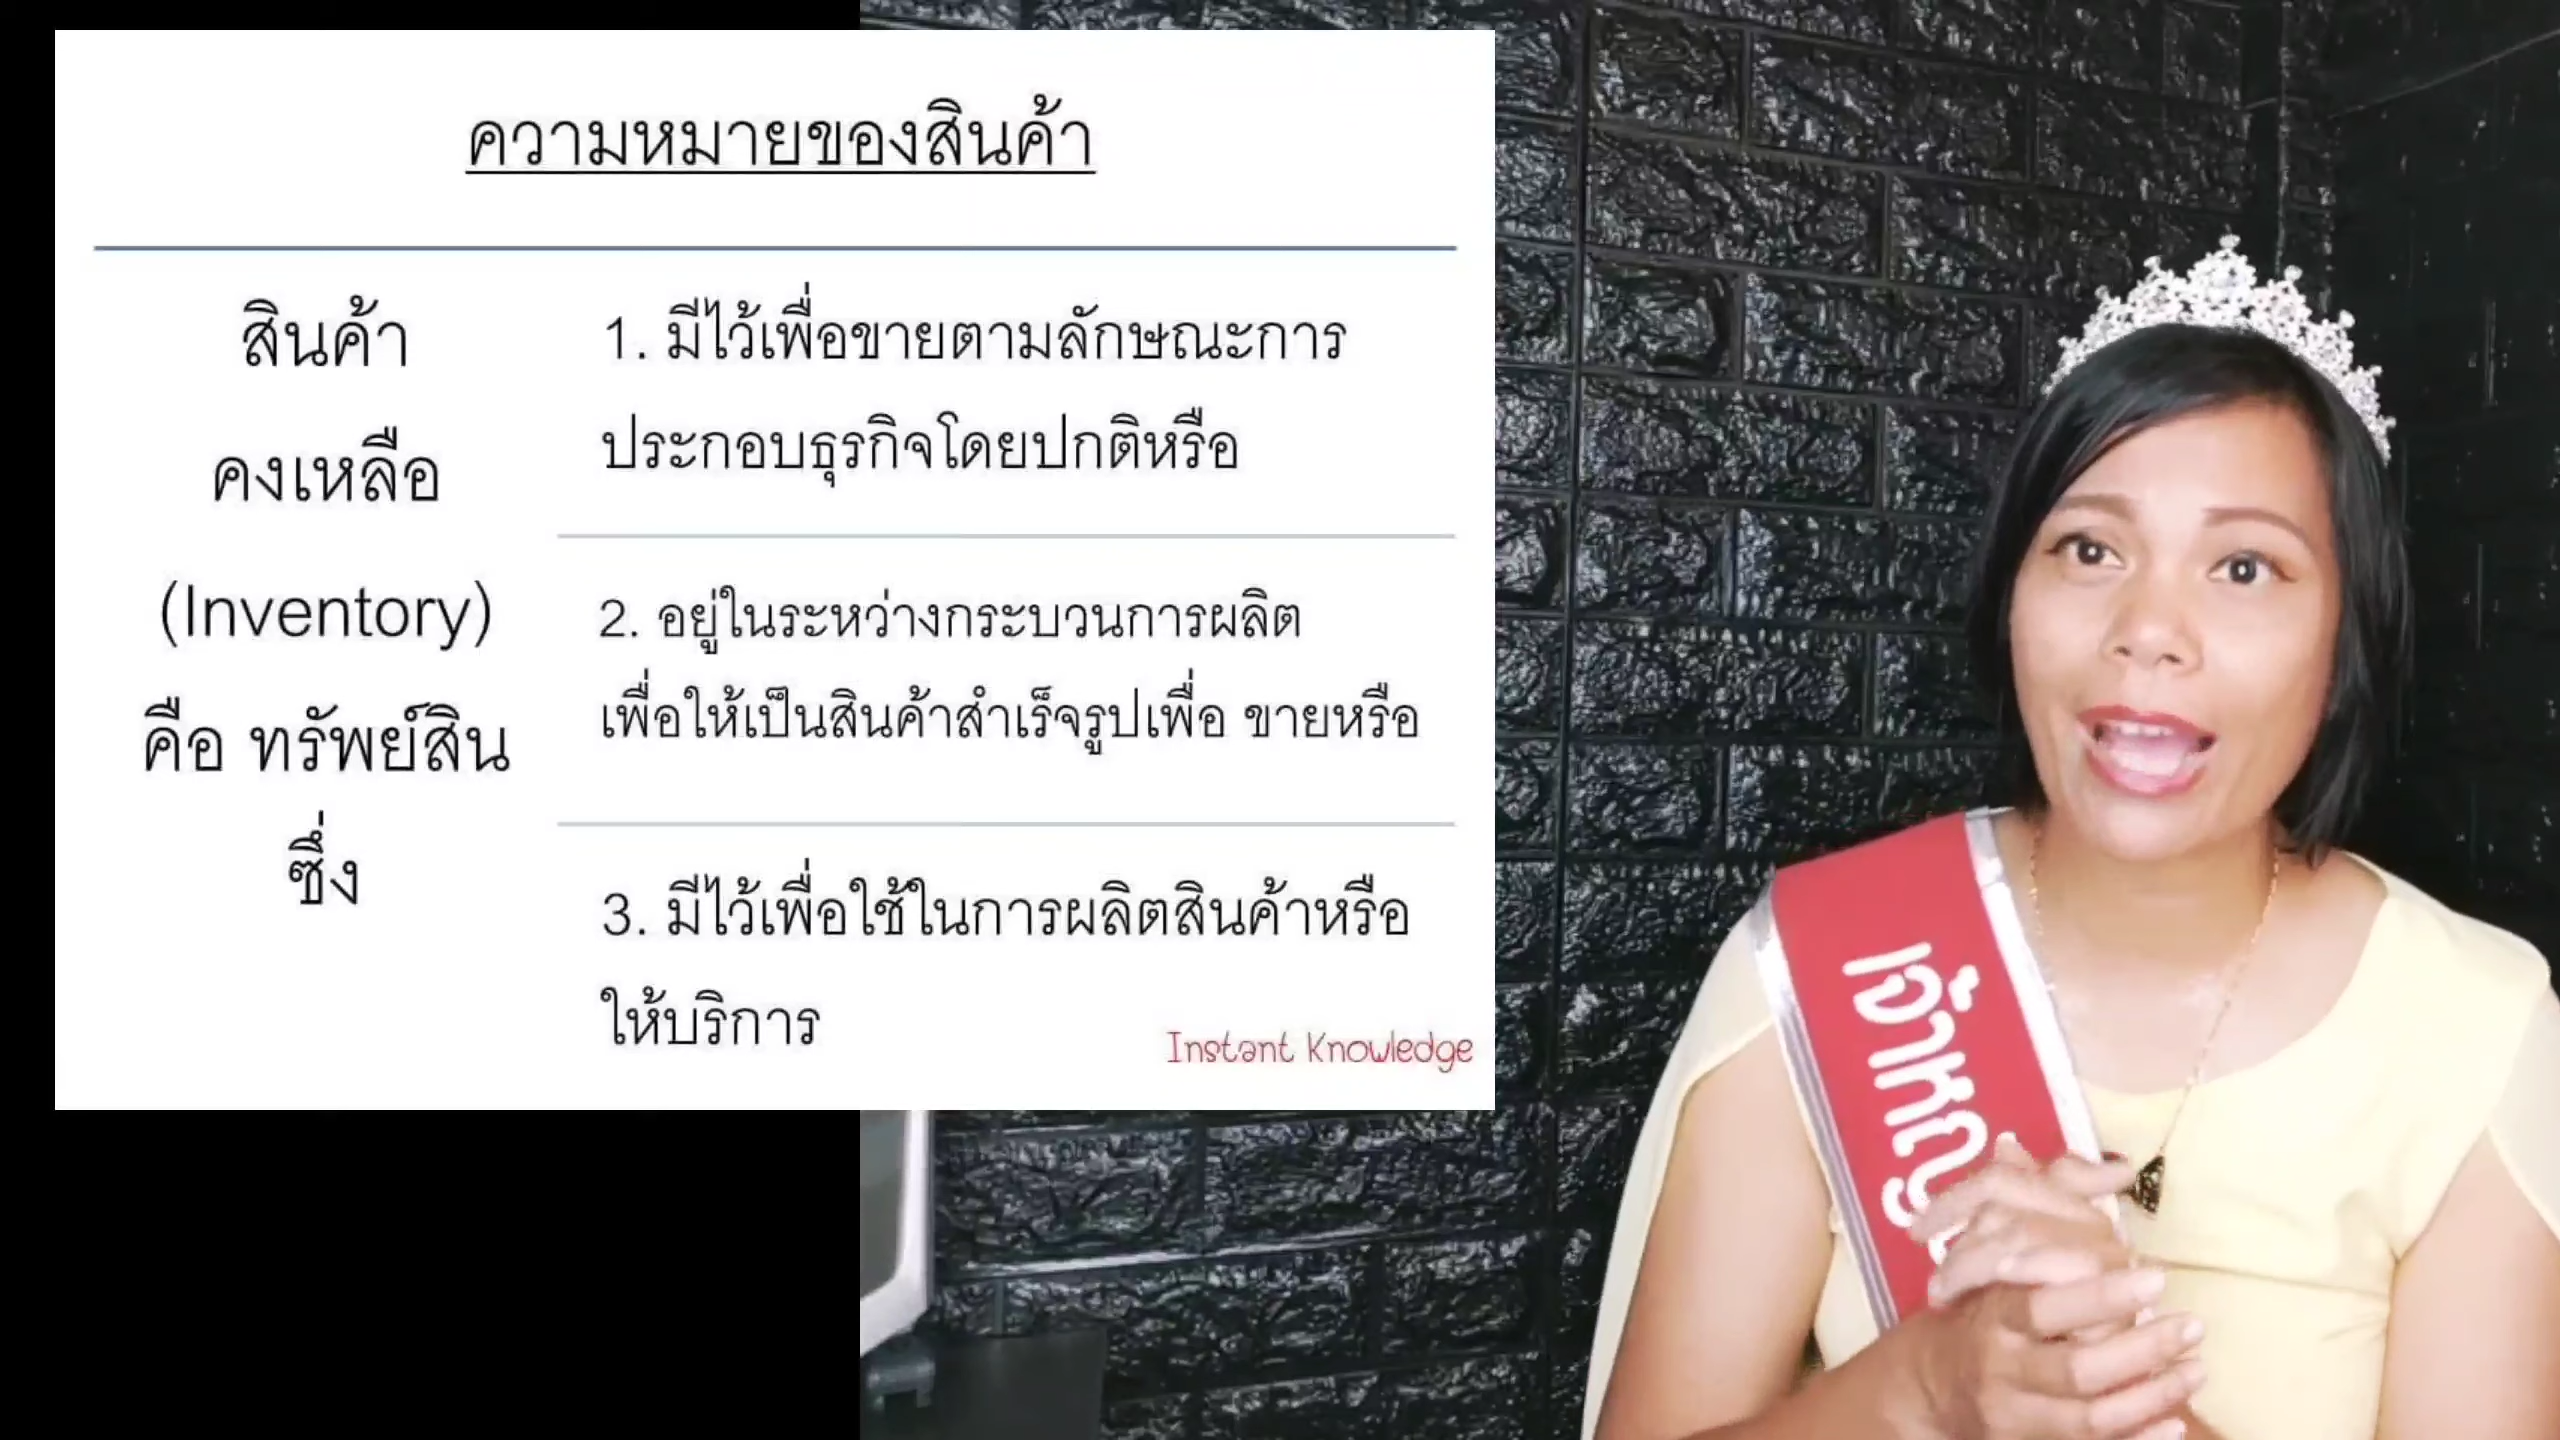 ความหมายของสินค้า
สินค้า
คงเหลือ
(Inventory)
คือ ทรัพย์สิน
ซึ่ง
1. มีไว้เพื่อขายตามลักษณะการ
ประกอบธุรกิจโดยปกติหรือ
2. อยู่ในระหว่างกระบวนการผลิต
เพื่อให้เป็นสินค้าสำเร็จรูปเพื่อ ขายหรือ
3. มีไว้เพื่อใช้ในการผลิตสินค้าหรือ
ให้บริการ
Instant Knowledge